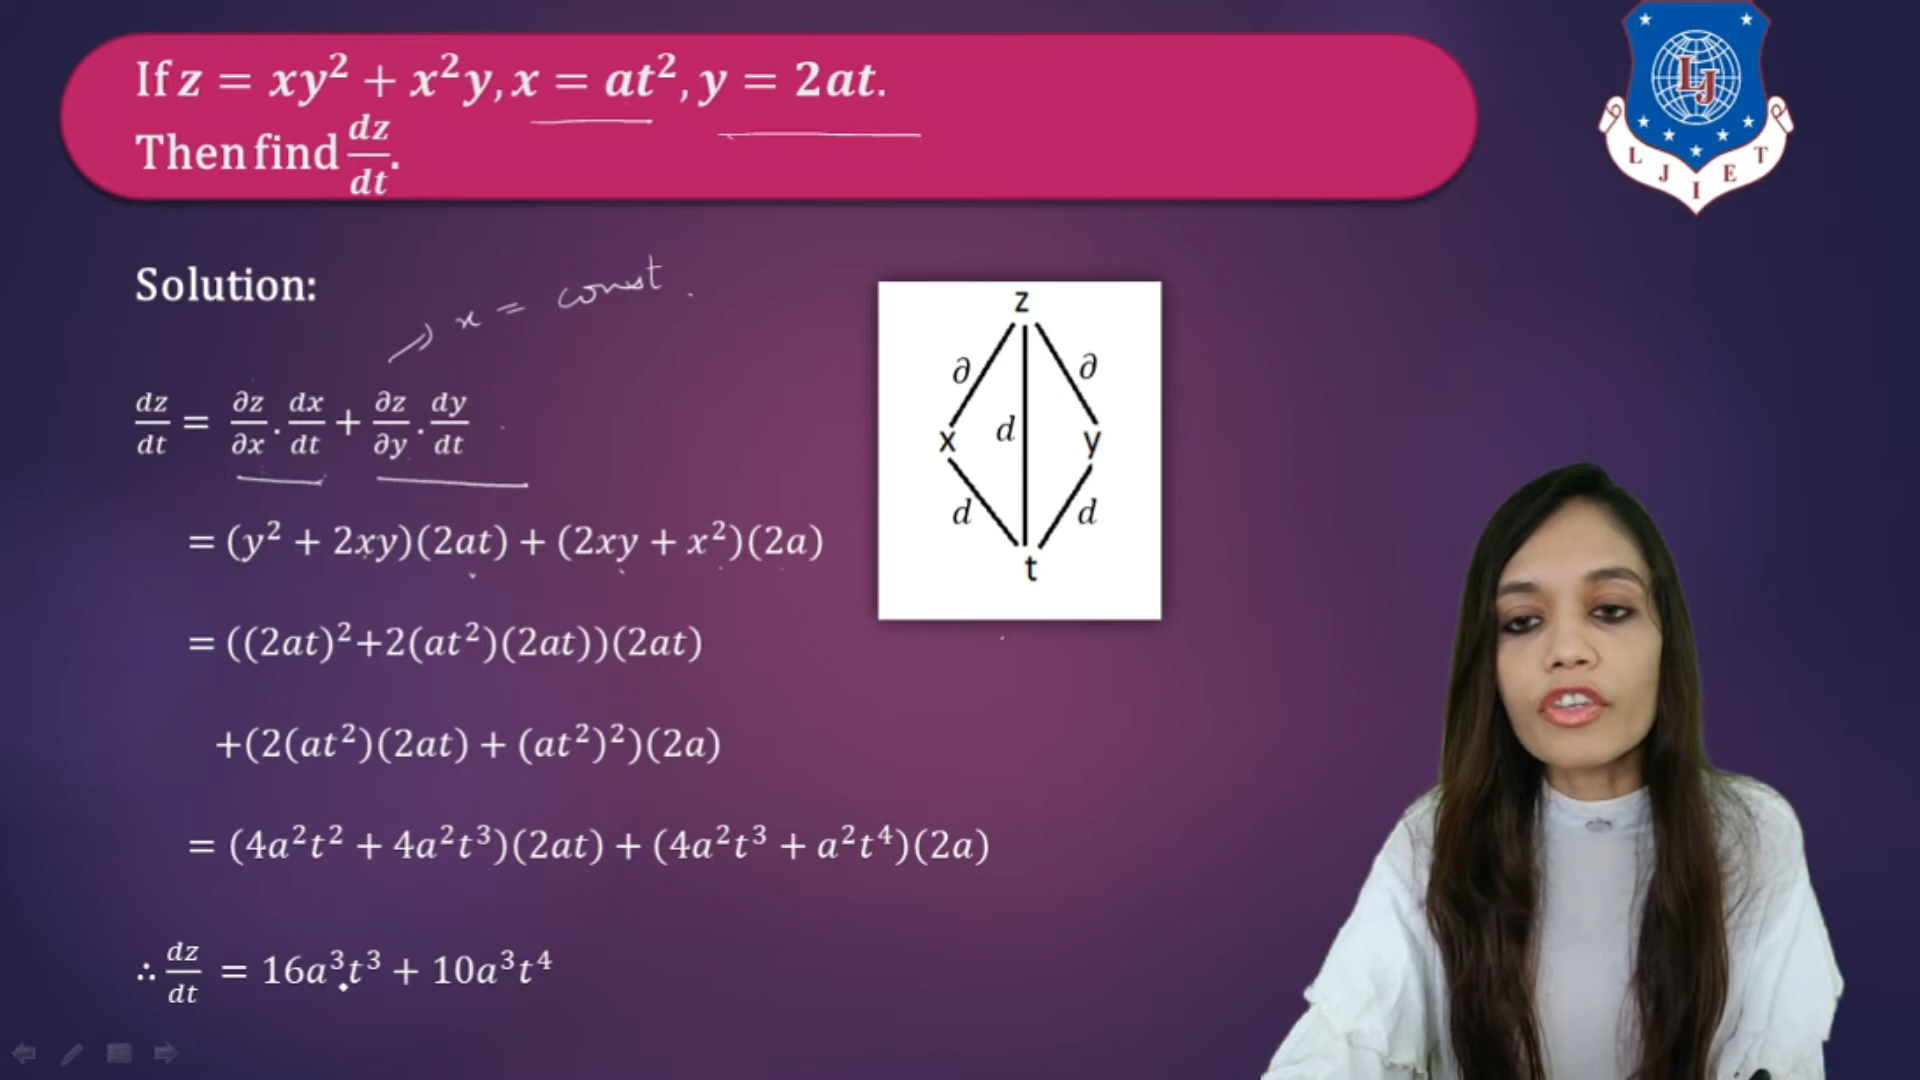 If z = xy² + x²y, x = at², y = 2at.
Then find dz/dt.
L J I E T
LJ
Solution:
x = const.
dz/dt = ∂z/∂x . dx/dt + ∂z/∂y . dy/dt
= (y² + 2xy)(2at) + (2xy + x²)(2a)
= ((2at)²+2(at²)(2at))(2at)
+(2(at²)(2at) + (at²)²)(2a)
= (4a²t² + 4a²t³)(2at) + (4a²t³ + a²t⁴)(2a)
∴ dz/dt = 16a³t³ + 10a³t⁴
z
∂ ∂
x d y
d d
t